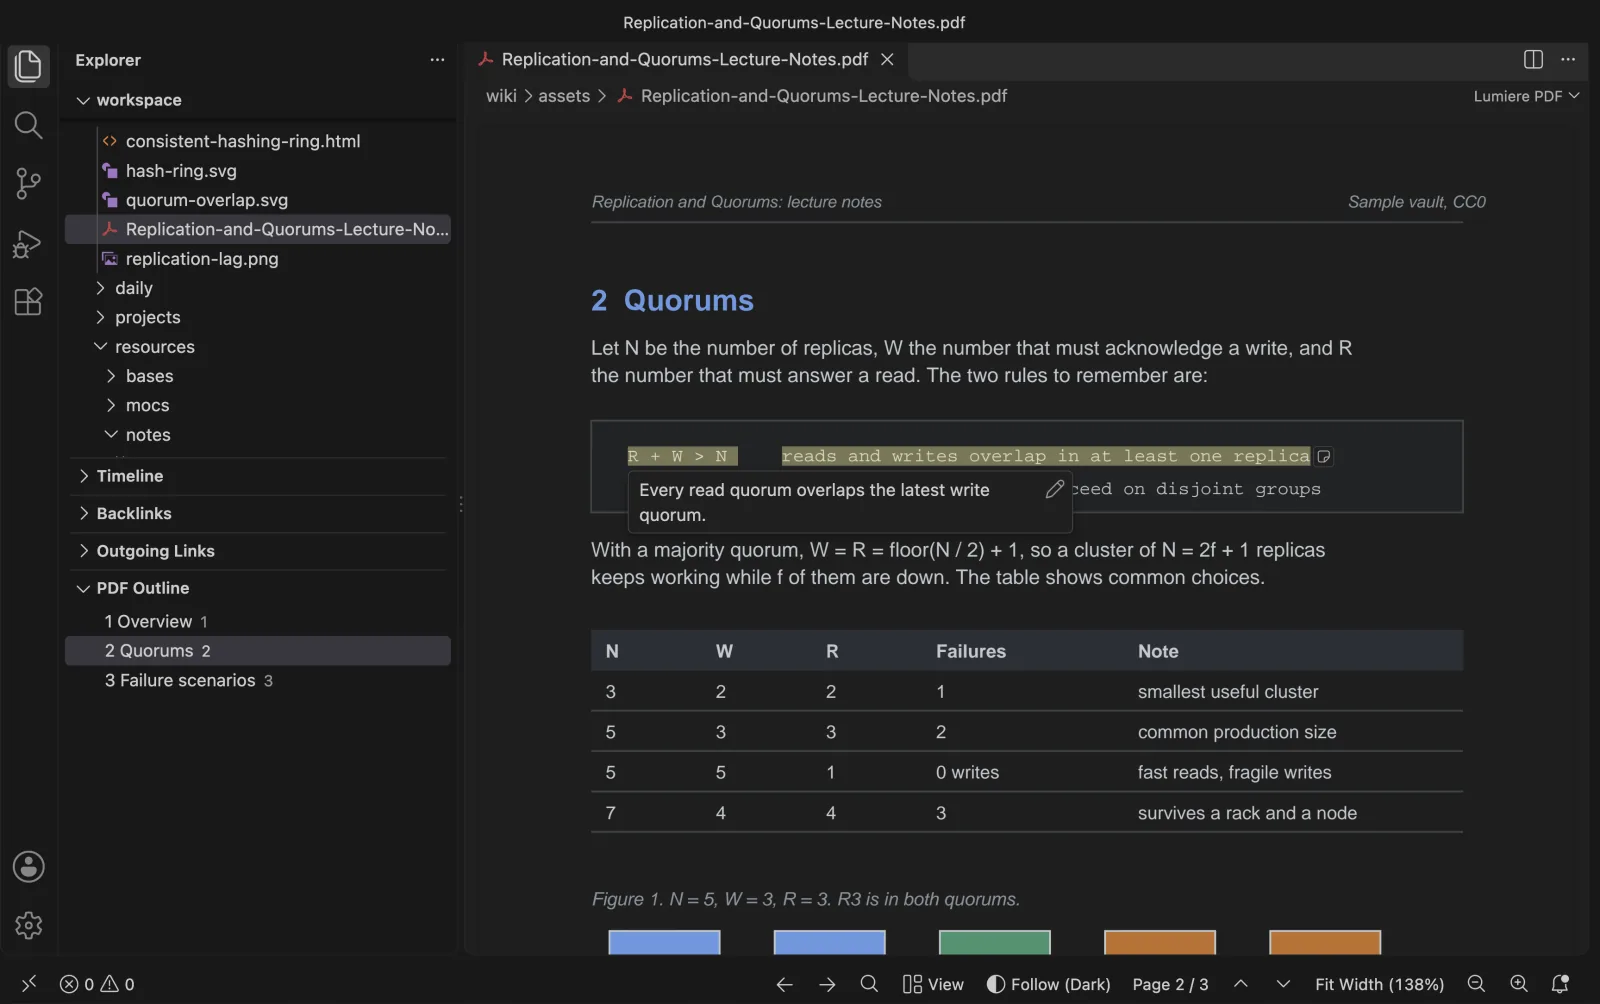 Replication-and-Quorums-Lecture-Notes.pdf
Explorer
workspace
consistent-hashing-ring.html
hash-ring.svg
quorum-overlap.svg
Replication-and-Quorums-Lecture-No...
replication-lag.png
daily
projects
resources
bases
mocs
notes
Timeline
Backlinks
Outgoing Links
PDF Outline
1 Overview 1
2 Quorums 2
3 Failure scenarios 3
Replication-and-Quorums-Lecture-Notes.pdf
wiki > assets > Replication-and-Quorums-Lecture-Notes.pdf
Lumiere PDF
Replication and Quorums: lecture notes Sample vault, CC0
2 Quorums
Let N be the number of replicas, W the number that must acknowledge a write, and R
the number that must answer a read. The two rules to remember are:
R + W > N reads and writes overlap in at least one replica
Every read quorum overlaps the latest write
quorum.
ceed on disjoint groups
With a majority quorum, W = R = floor(N / 2) + 1, so a cluster of N = 2f + 1 replicas
keeps working while f of them are down. The table shows common choices.
N W R Failures Note
3 2 2 1 smallest useful cluster
5 3 3 2 common production size
5 5 1 0 writes fast reads, fragile writes
7 4 4 3 survives a rack and a node
Figure 1. N = 5, W = 3, R = 3. R3 is in both quorums.
0 0
View
Follow (Dark)
Page 2 / 3
Fit Width (138%)